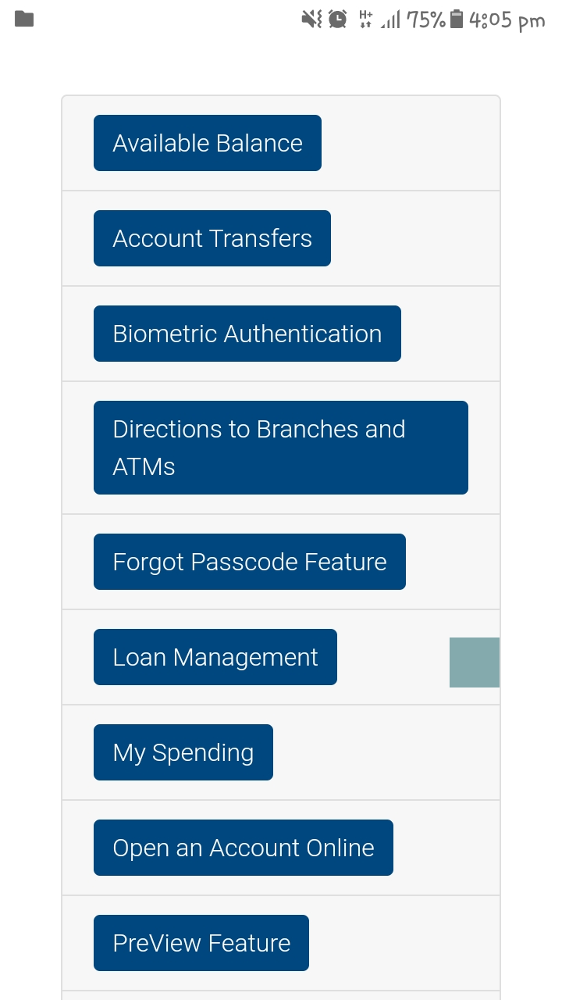 H+ 75% 4:05 pm
Available Balance
Account Transfers
Biometric Authentication
Directions to Branches and
ATMs
Forgot Passcode Feature
Loan Management
My Spending
Open an Account Online
PreView Feature